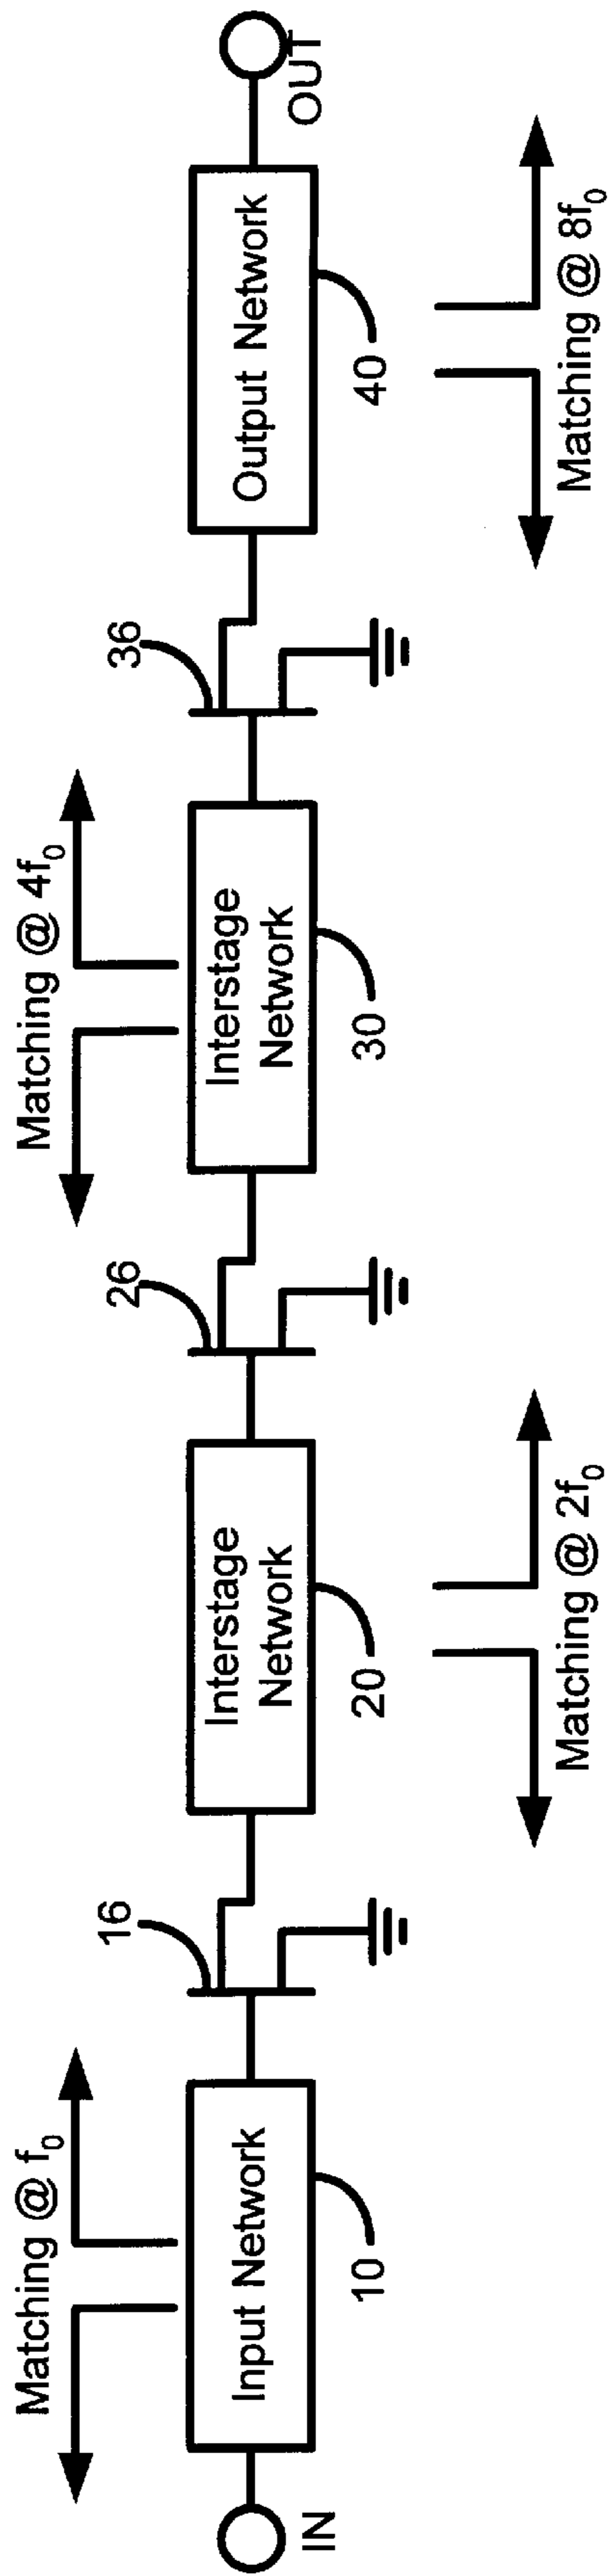 Matching @ f₀
Matching @ 4f₀
16
26
36
IN
Input Network
Interstage
Network
Interstage
Network
Output Network
OUT
10
20
30
40
Matching @ 2f₀
Matching @ 8f₀